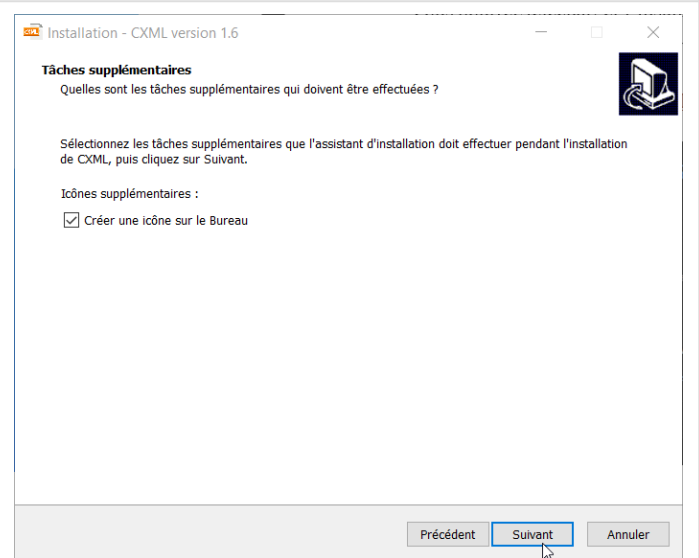 Installation - CXML version 1.6
Tâches supplémentaires
Quelles sont les tâches supplémentaires qui doivent être effectuées ?
Sélectionnez les tâches supplémentaires que l'assistant d'installation doit effectuer pendant l'installation
de CXML, puis cliquez sur Suivant.
Icônes supplémentaires :
Créer une icône sur le Bureau
Précédent
Suivant
Annuler